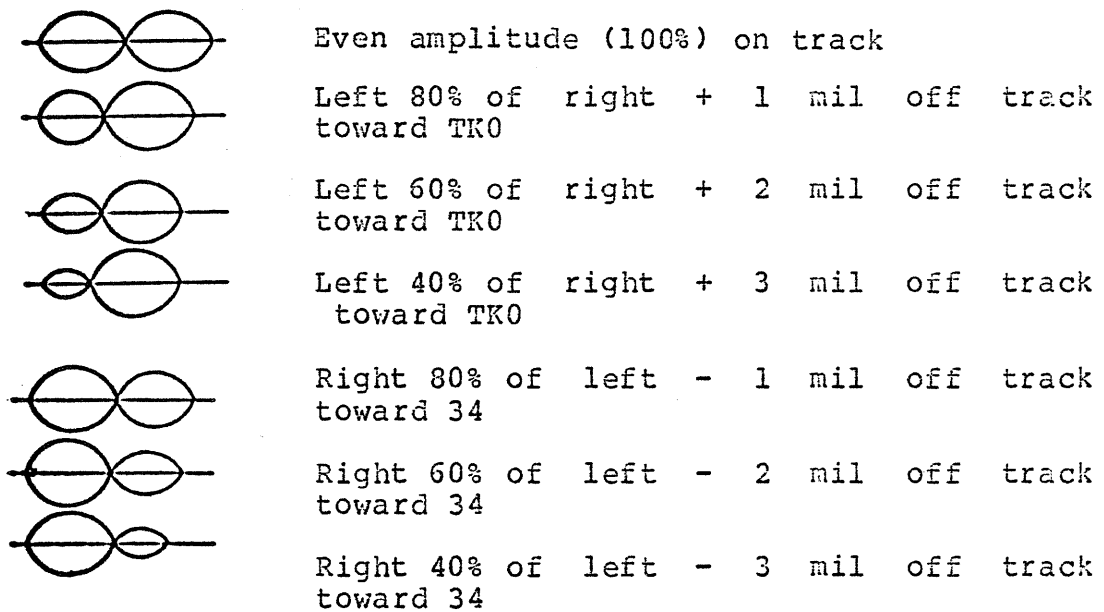 Even amplitude (100%) on track
Left 80% of right + 1 mil off track
toward TK0
Left 60% of right + 2 mil off track
toward TK0
Left 40% of right + 3 mil off track
toward TK0
Right 80% of left - 1 mil off track
toward 34
Right 60% of left - 2 mil off track
toward 34
Right 40% of left - 3 mil off track
toward 34